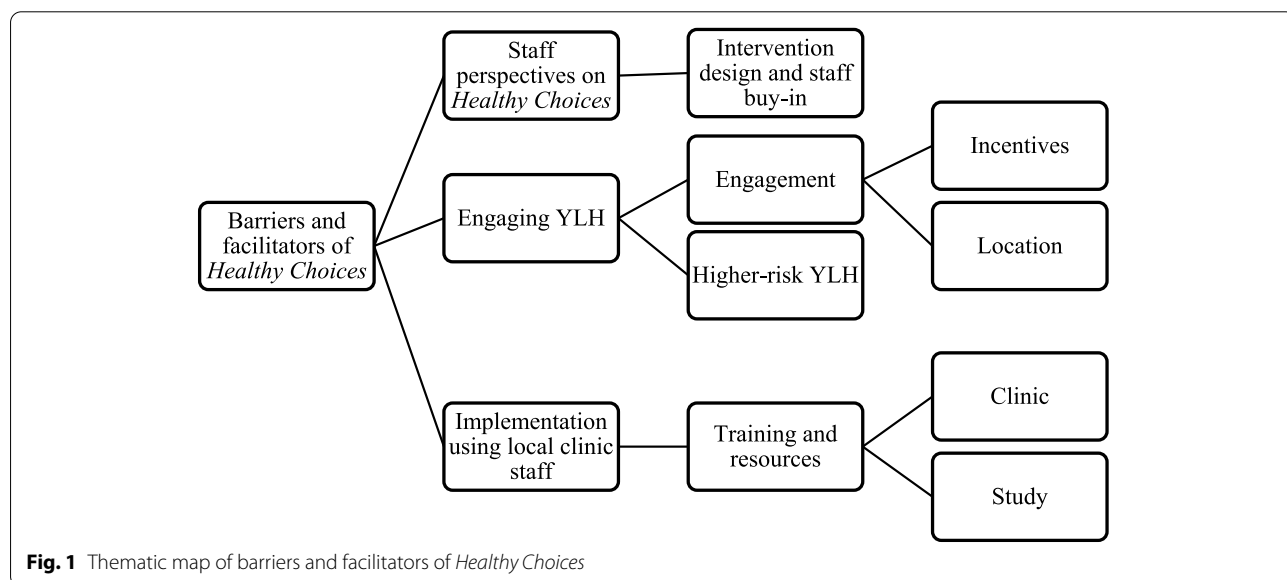 Staff
perspectives on
Healthy Choices
Intervention
design and staff
buy-in
Incentives
Engagement
Barriers and
facilitators of
Healthy Choices
Engaging YLH
Location
Higher-risk YLH
Implementation
using local clinic
staff
Training and
resources
Clinic
Study
Fig. 1 Thematic map of barriers and facilitators of Healthy Choices